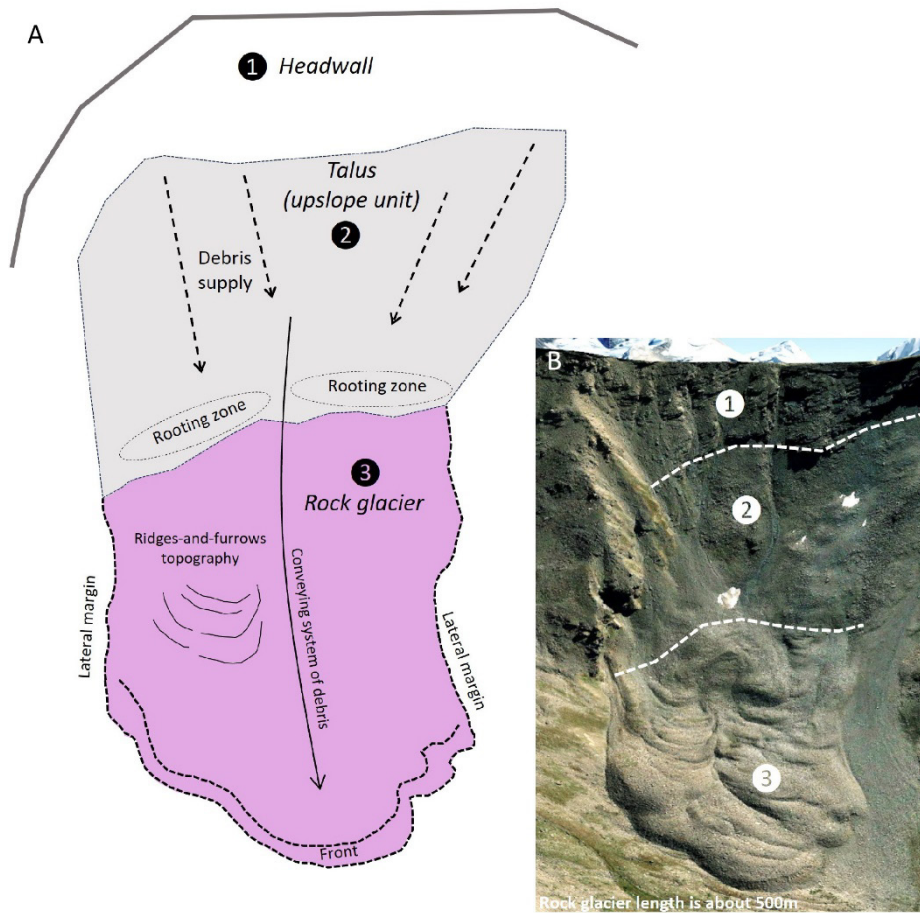 A
1 Headwall
Talus
(upslope unit)
2
Debris
supply
Rooting zone
Rooting zone
3
Rock glacier
Ridges-and-furrows
topography
Lateral margin
Conveying system of debris
Lateral margin
Front
B
1
2
3
Rock glacier length is about 500m